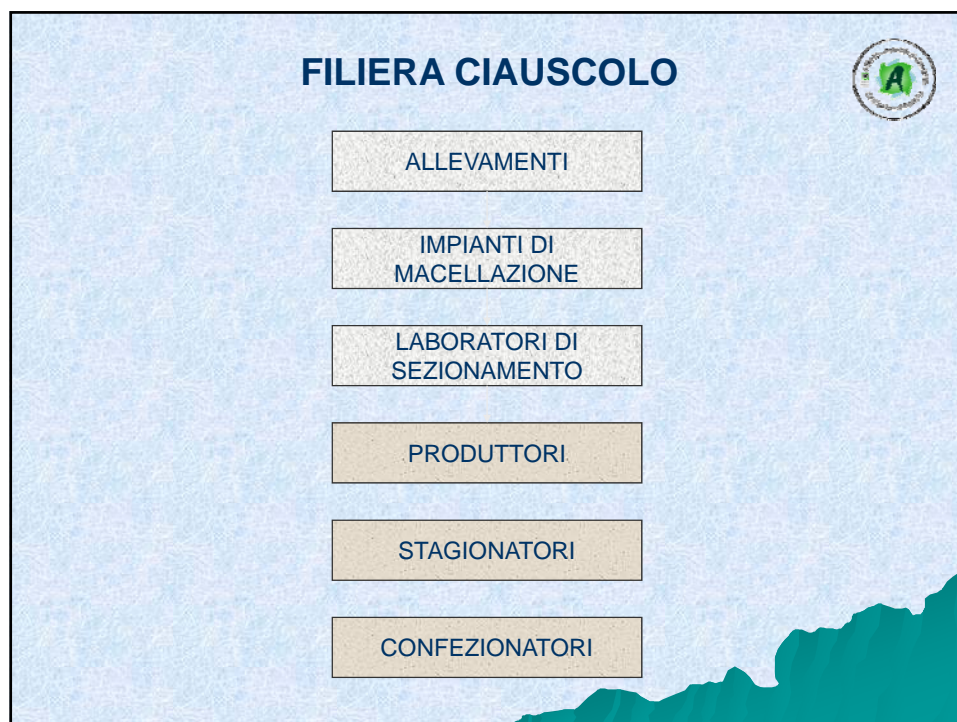 FILIERA CIAUSCOLO
A
ALLEVAMENTI
IMPIANTI DI
MACELLAZIONE
LABORATORI DI
SEZIONAMENTO
PRODUTTORI
STAGIONATORI
CONFEZIONATORI